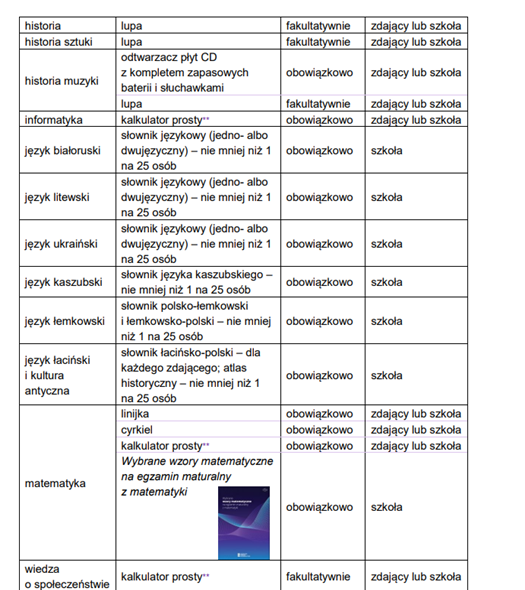 historia lupa fakultatywnie zdający lub szkoła
historia sztuki lupa fakultatywnie zdający lub szkoła
historia muzyki
odtwarzacz płyt CD
z kompletem zapasowych
baterii i słuchawkami
obowiązkowo zdający lub szkoła
lupa fakultatywnie zdający lub szkoła
informatyka kalkulator prosty** obowiązkowo zdający lub szkoła
język białoruski
słownik językowy (jedno- albo
dwujęzyczny) – nie mniej niż 1
na 25 osób
obowiązkowo szkoła
język litewski
słownik językowy (jedno- albo
dwujęzyczny) – nie mniej niż 1
na 25 osób
obowiązkowo szkoła
język ukraiński
słownik językowy (jedno- albo
dwujęzyczny) – nie mniej niż 1
na 25 osób
obowiązkowo szkoła
język kaszubski
słownik języka kaszubskiego –
nie mniej niż 1 na 25 osób
obowiązkowo szkoła
język łemkowski
słownik polsko-łemkowski
i łemkowsko-polski – nie mniej
niż 1 na 25 osób
obowiązkowo szkoła
język łaciński
i kultura
antyczna
słownik łacińsko-polski – dla
każdego zdającego; atlas
historyczny – nie mniej niż 1
na 25 osób
obowiązkowo szkoła
matematyka
linijka obowiązkowo zdający lub szkoła
cyrkiel obowiązkowo zdający lub szkoła
kalkulator prosty** obowiązkowo zdający lub szkoła
Wybrane wzory matematyczne
na egzamin maturalny
z matematyki
obowiązkowo szkoła
wiedza
o społeczeństwie
kalkulator prosty** fakultatywnie zdający lub szkoła